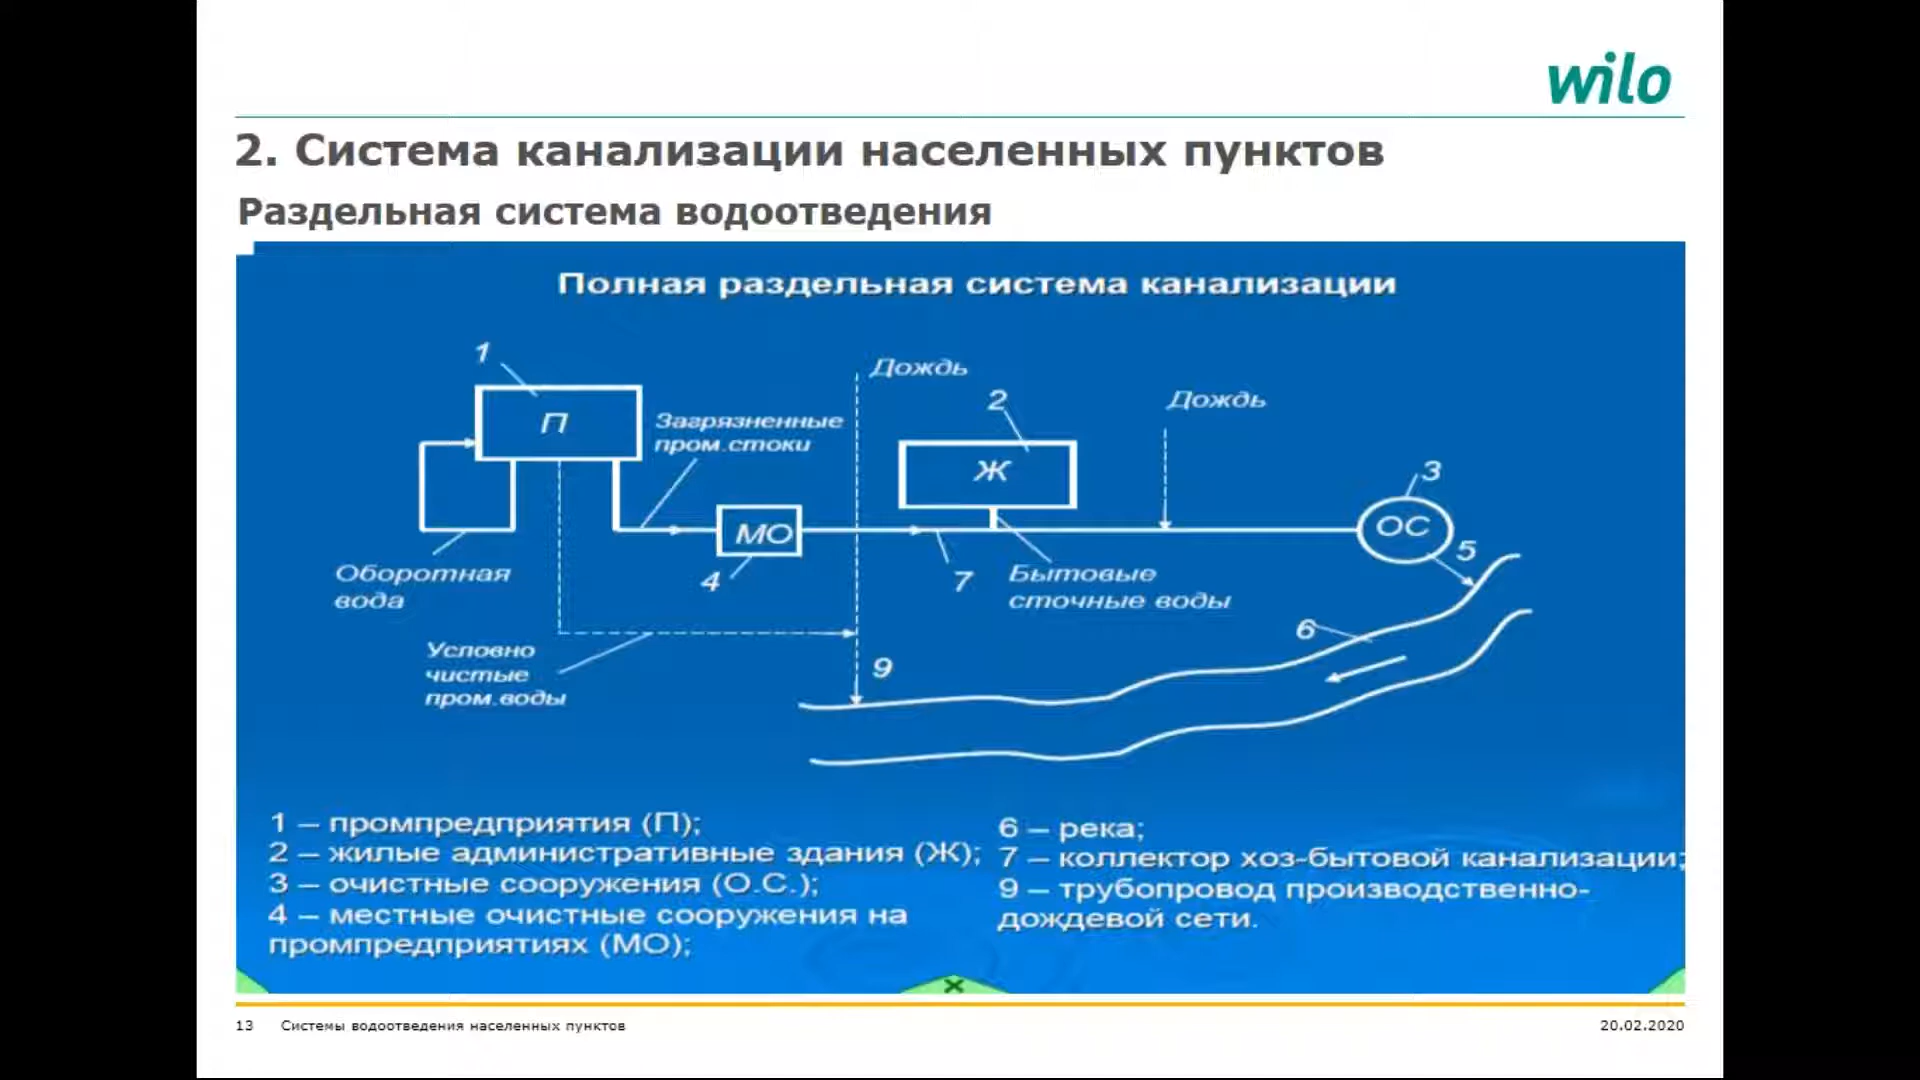 wilo
2. Система канализации населенных пунктов
Раздельная система водоотведения
Полная раздельная система канализации
1
Дождь
2
Дождь
П
Загрязненные
пром.стоки
Ж
3
МО
ОС
5
4
7
Оборотная
вода
Бытовые
сточные воды
6
Условно
чистые
пром.воды
9
1 – промпредприятия (П);
2 – жилые административные здания (Ж);
3 – очистные сооружения (О.С.);
4 – местные очистные сооружения на
промпредприятиях (МО);
6 – река;
7 – коллектор хоз-бытовой канализации;
9 – трубопровод производственно-
дождевой сети.
13 Системы водоотведения населенных пунктов
20.02.2020